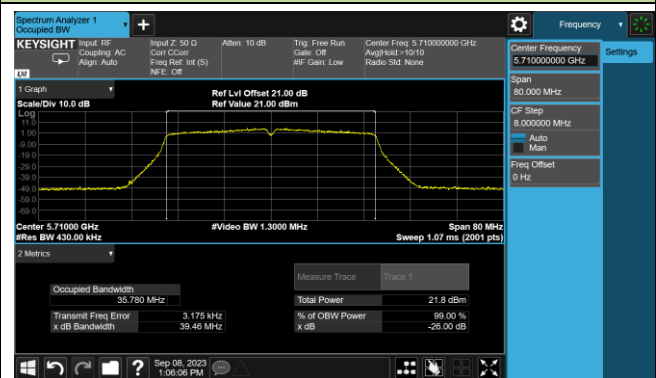 Spectrum Analyzer 1
Occupied BW
Frequency
KEYSIGHT
Input: RF
Coupling: AC
Align: Auto
Input Z: 50 Ω
Corr CCorr
Freq Ref: Int (S)
NFE: Off
Atten: 10 dB
Trig: Free Run
Gate: Off
#IF Gain: Low
Center Freq: 5.710000000 GHz
Avg|Hold:>10/10
Radio Std: None
LXI
Center Frequency
5.710000000 GHz
Settings
Span
80.000 MHz
CF Step
8.000000 MHz
Auto
Man
Freq Offset
0 Hz
1 Graph
Scale/Div 10.0 dB
Ref Lvl Offset 21.00 dB
Ref Value 21.00 dBm
Log
11.0
1.00
-9.00
-19.0
-29.0
-39.0
-49.0
-59.0
-69.0
Center 5.71000 GHz
#Video BW 1.3000 MHz
Span 80 MHz
#Res BW 430.00 kHz
Sweep 1.07 ms (2001 pts)
2 Metrics
Measure Trace
Trace 1
Occupied Bandwidth
35.780 MHz
Total Power
21.8 dBm
Transmit Freq Error
3.175 kHz
% of OBW Power
99.00 %
x dB Bandwidth
39.46 MHz
x dB
-26.00 dB
?
Sep 08, 2023
1:06:06 PM